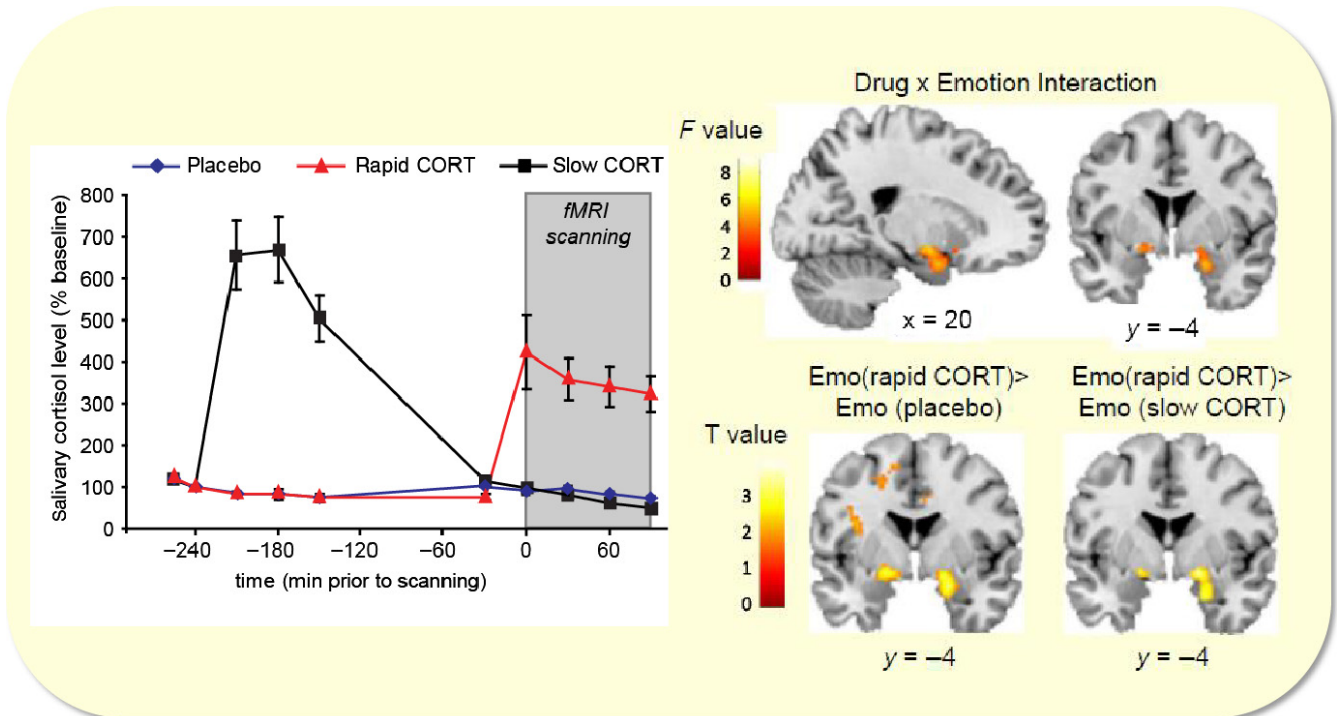 Placebo Rapid CORT Slow CORT
Salivary cortisol level (% baseline)
800
700
600
500
400
300
200
100
0
fMRI
scanning
−240 −180 −120 −60 0 60
time (min prior to scanning)
Drug x Emotion Interaction
F value
8
6
4
2
0
x = 20
y = −4
Emo(rapid CORT)>
Emo (placebo)
Emo(rapid CORT)>
Emo (slow CORT)
T value
3
2
1
0
y = −4
y = −4